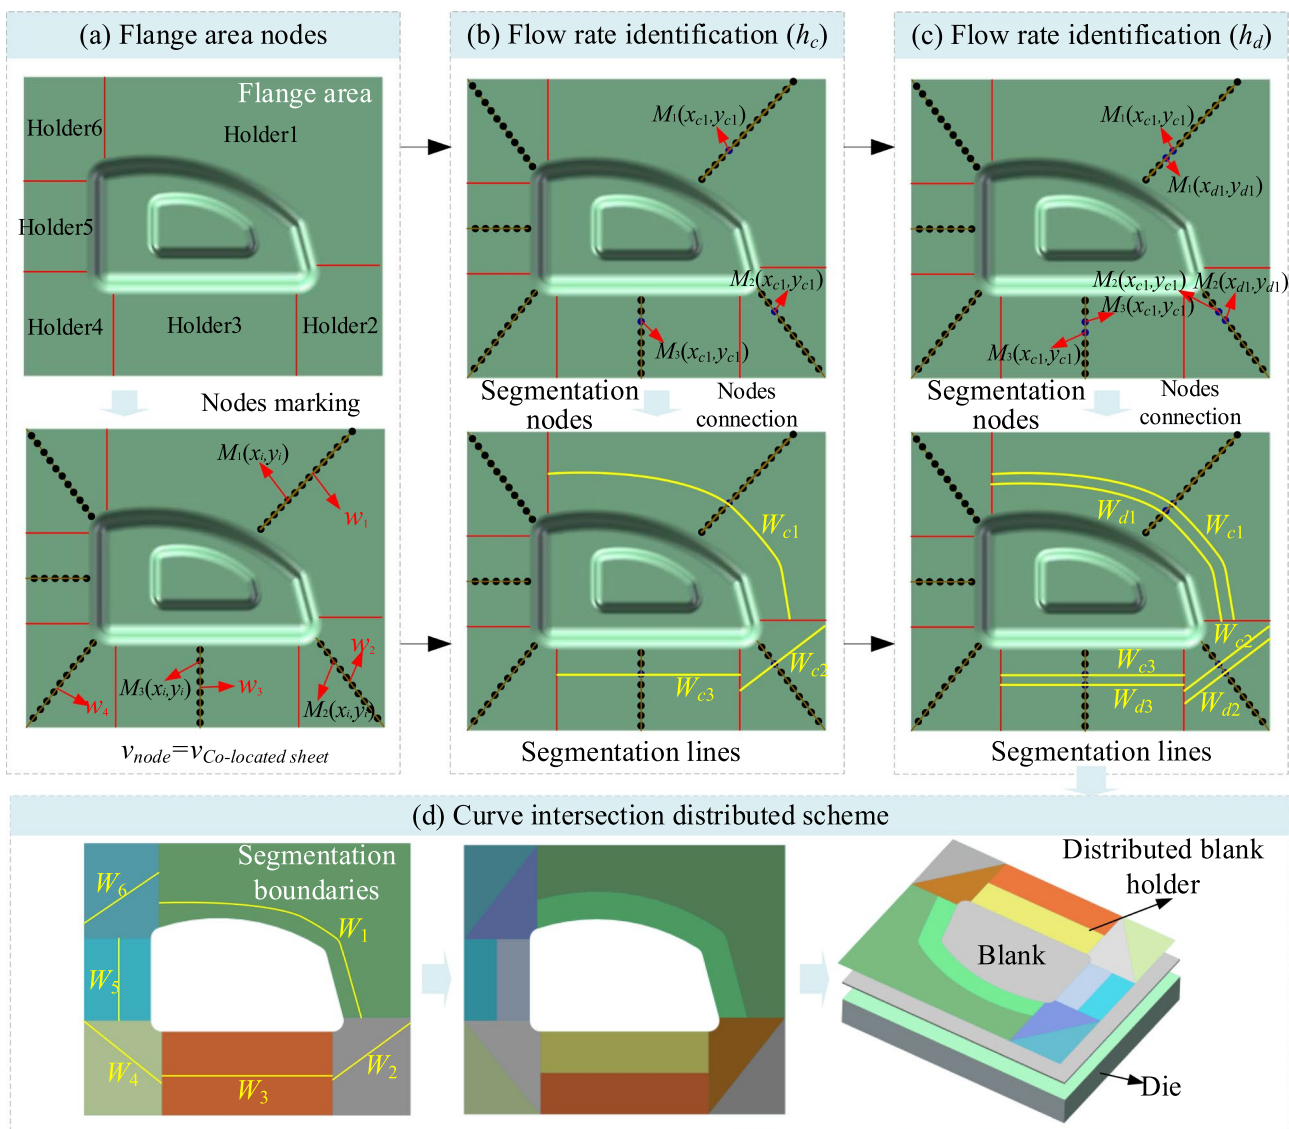 (a) Flange area nodes
Flange area
Holder6
Holder1
Holder5
Holder4
Holder3
Holder2
Nodes marking
M1(xi,yi)
w1
w2
M3(xi,yi)
w3
w4
M2(xi,yi)
vnode=vCo-located sheet
(b) Flow rate identification (hc)
M1(xc1,yc1)
M2(xc1,yc1)
M3(xc1,yc1)
Segmentation
nodes
Nodes
connection
Wc1
Wc2
Wc3
Segmentation lines
(c) Flow rate identification (hd)
M1(xc1,yc1)
M1(xd1,yd1)
M2(xc1,yc1)
M2(xd1,yd1)
M3(xc1,yc1)
M3(xc1,yc1)
Segmentation
nodes
Nodes
connection
Wd1
Wc1
Wc2
Wc3
Wd3
Wd2
Segmentation lines
(d) Curve intersection distributed scheme
Segmentation
boundaries
W6
W1
W5
W4
W3
W2
Distributed blank
holder
Blank
Die